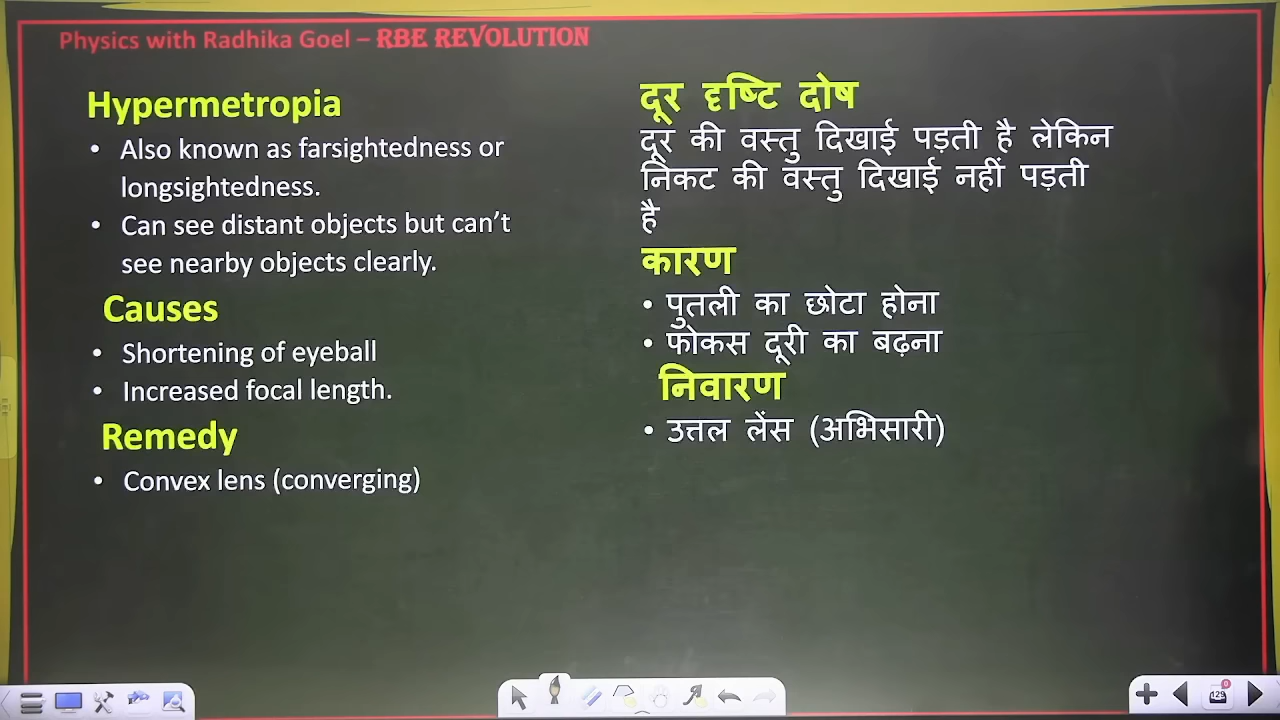 Physics with Radhika Goel – RBE REVOLUTION
Hypermetropia
• Also known as farsightedness or
longsightedness.
• Can see distant objects but can’t
see nearby objects clearly.
Causes
• Shortening of eyeball
• Increased focal length.
Remedy
• Convex lens (converging)
दूर दृष्टि दोष
दूर की वस्तु दिखाई पड़ती है लेकिन
निकट की वस्तु दिखाई नहीं पड़ती
है
कारण
• पुतली का छोटा होना
• फोकस दूरी का बढ़ना
निवारण
• उत्तल लेंस (अभिसारी)
129